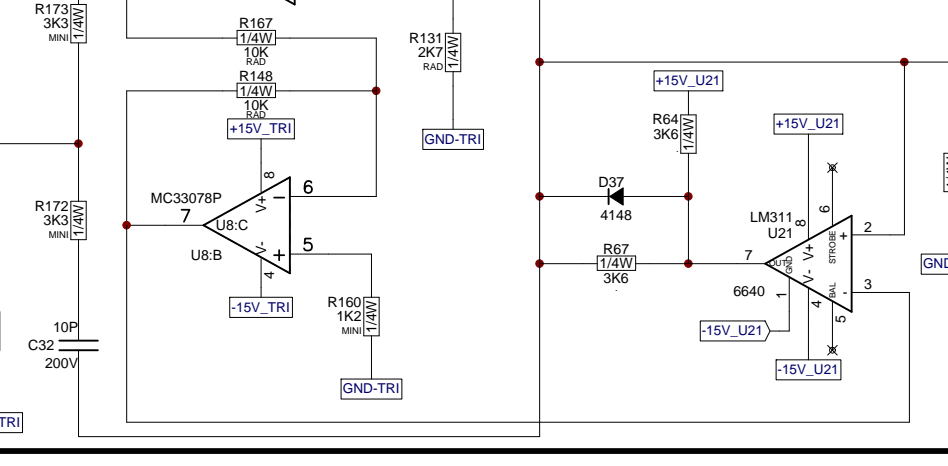 R173
3K3
MINI
1/4W
R167
1/4W
10K
RAD
R148
1/4W
10K
RAD
+15V_TRI
R131
2K7
RAD
1/4W
GND-TRI
+15V_U21
R64
3K6
1/4W
+15V_U21
MC33078P
7
8
V+
6
U8:C
U8:B
V-
5
4
-15V_TRI
R172
3K3
MINI
1/4W
D37
4148
LM311
U21
8
6
2
V+
STROBE
+
-
7
OUT
GND
R67
1/4W
3K6
6640
1
V-
BAL
3
4
5
GND
R160
1K2
MINI
1/4W
-15V_U21
-15V_U21
10P
C32
200V
GND-TRI
TRI